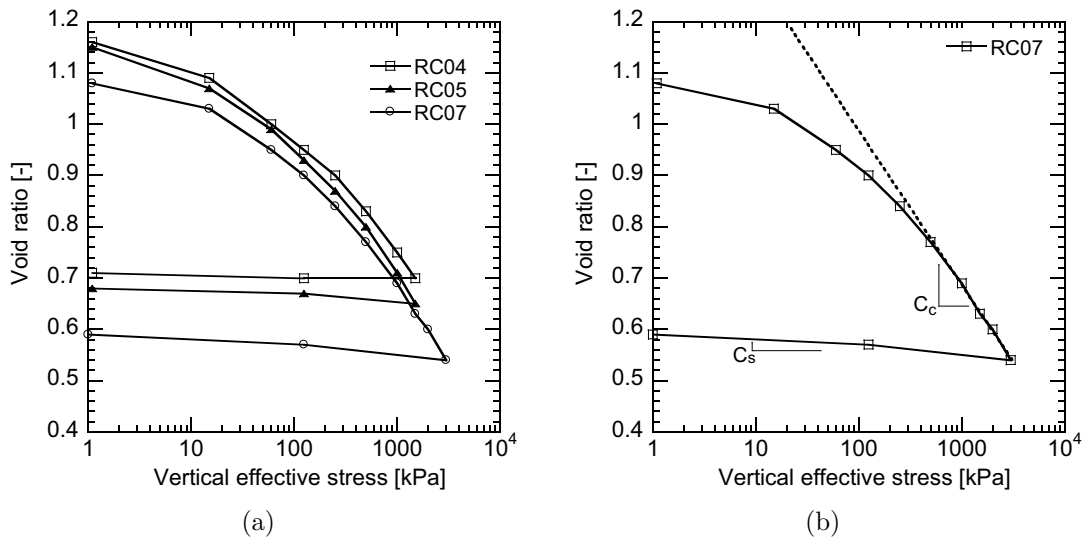 1.2
1.1
1
0.9
0.8
0.7
0.6
0.5
0.4
Void ratio [-]
RC04
RC05
RC07
1 10 100 1000 10^4
Vertical effective stress [kPa]
(a)
1.2
1.1
1
0.9
0.8
0.7
0.6
0.5
0.4
Void ratio [-]
RC07
Cc
Cs
1 10 100 1000 10^4
Vertical effective stress [kPa]
(b)